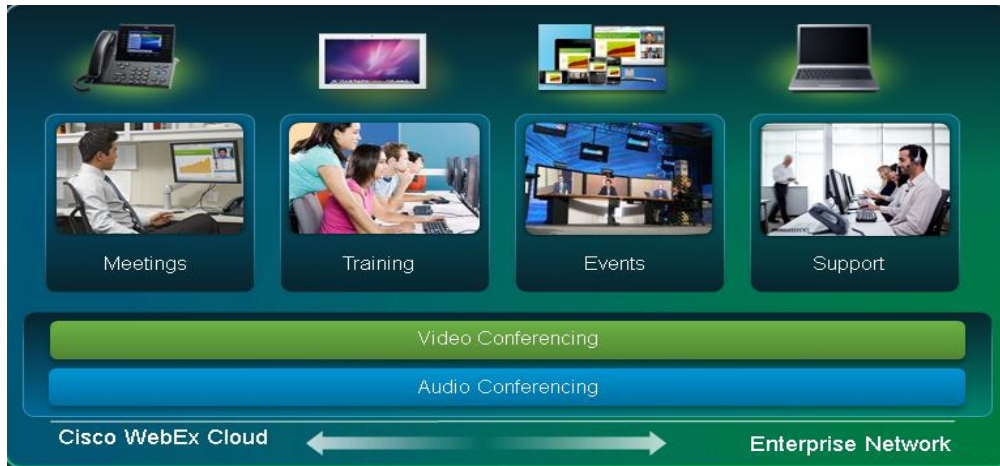 Meetings
Training
Events
Support
Video Conferencing
Audio Conferencing
Cisco WebEx Cloud
Enterprise Network